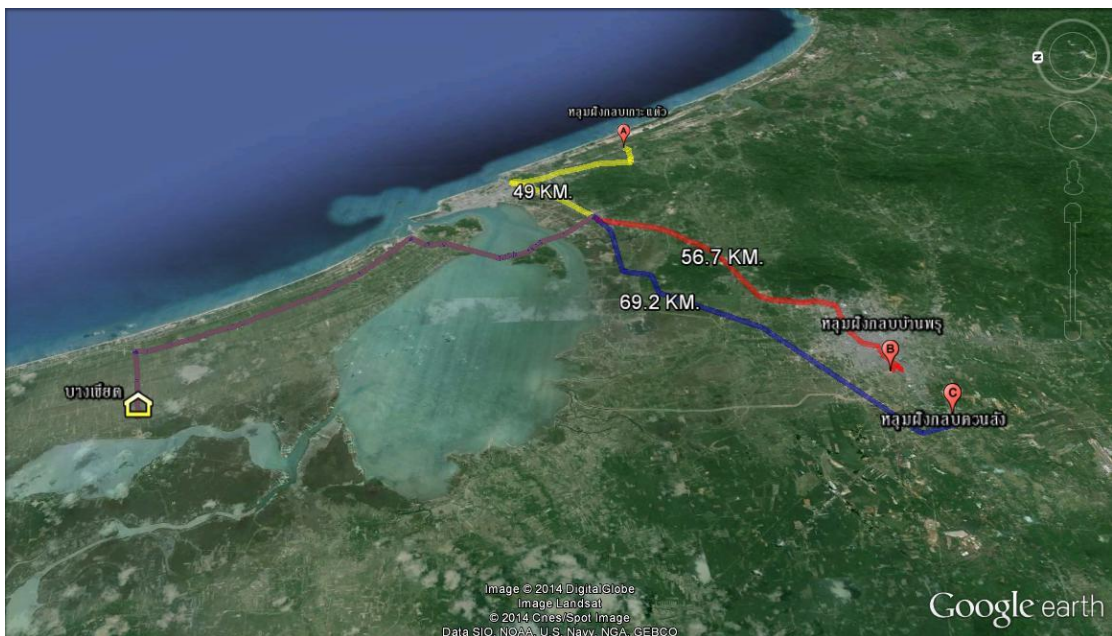 N
หลุมฝังกลบเกาะแต้ว
A
49 KM.
56.7 KM.
69.2 KM.
หลุมฝังกลบบ้านพรุ
B
บางเขียด
C
หลุมฝังกลบควนลัง
Image © 2014 DigitalGlobe
Image Landsat
© 2014 Cnes/Spot Image
Data SIO, NOAA, U.S. Navy, NGA, GEBCO
Google earth